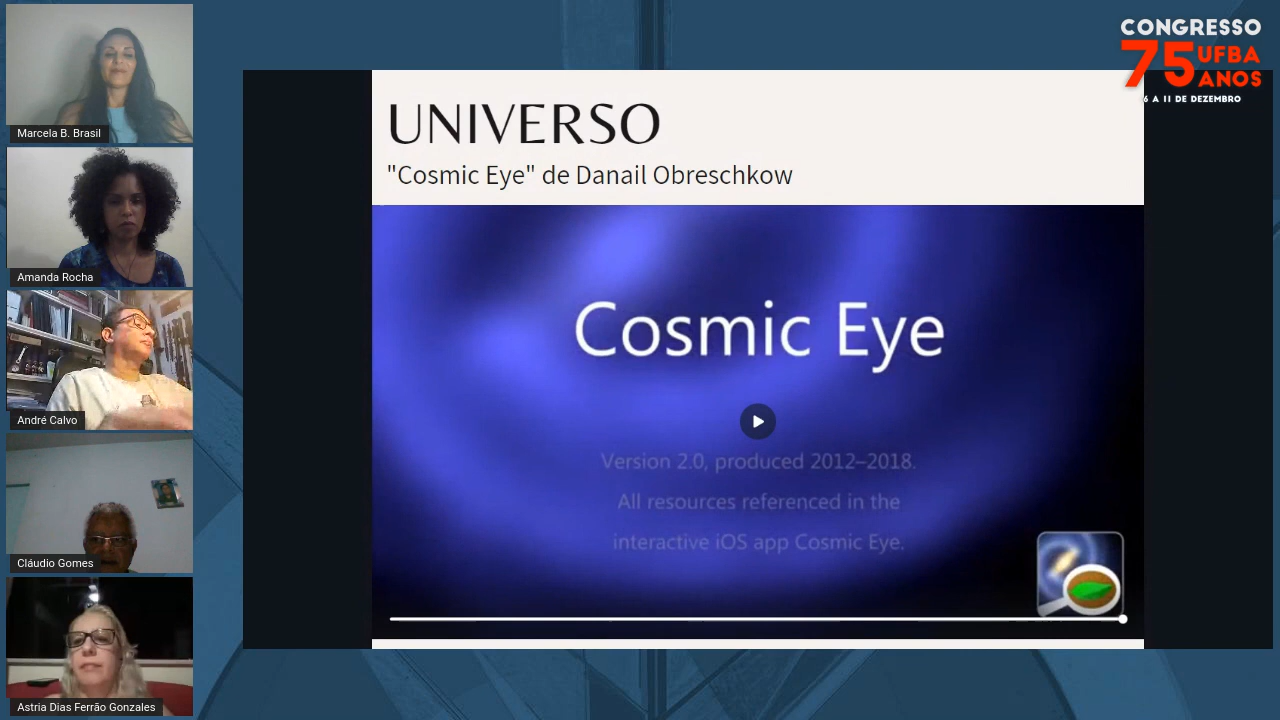 CONGRESSO
75 UFBA
ANOS
6 A 11 DE DEZEMBRO
UNIVERSO
"Cosmic Eye" de Danail Obreschkow
Cosmic Eye
Version 2.0, produced 2012–2018.
All resources referenced in the
interactive iOS app Cosmic Eye.
Marcela B. Brasil
Amanda Rocha
André Calvo
Cláudio Gomes
Astria Dias Ferrão Gonzales